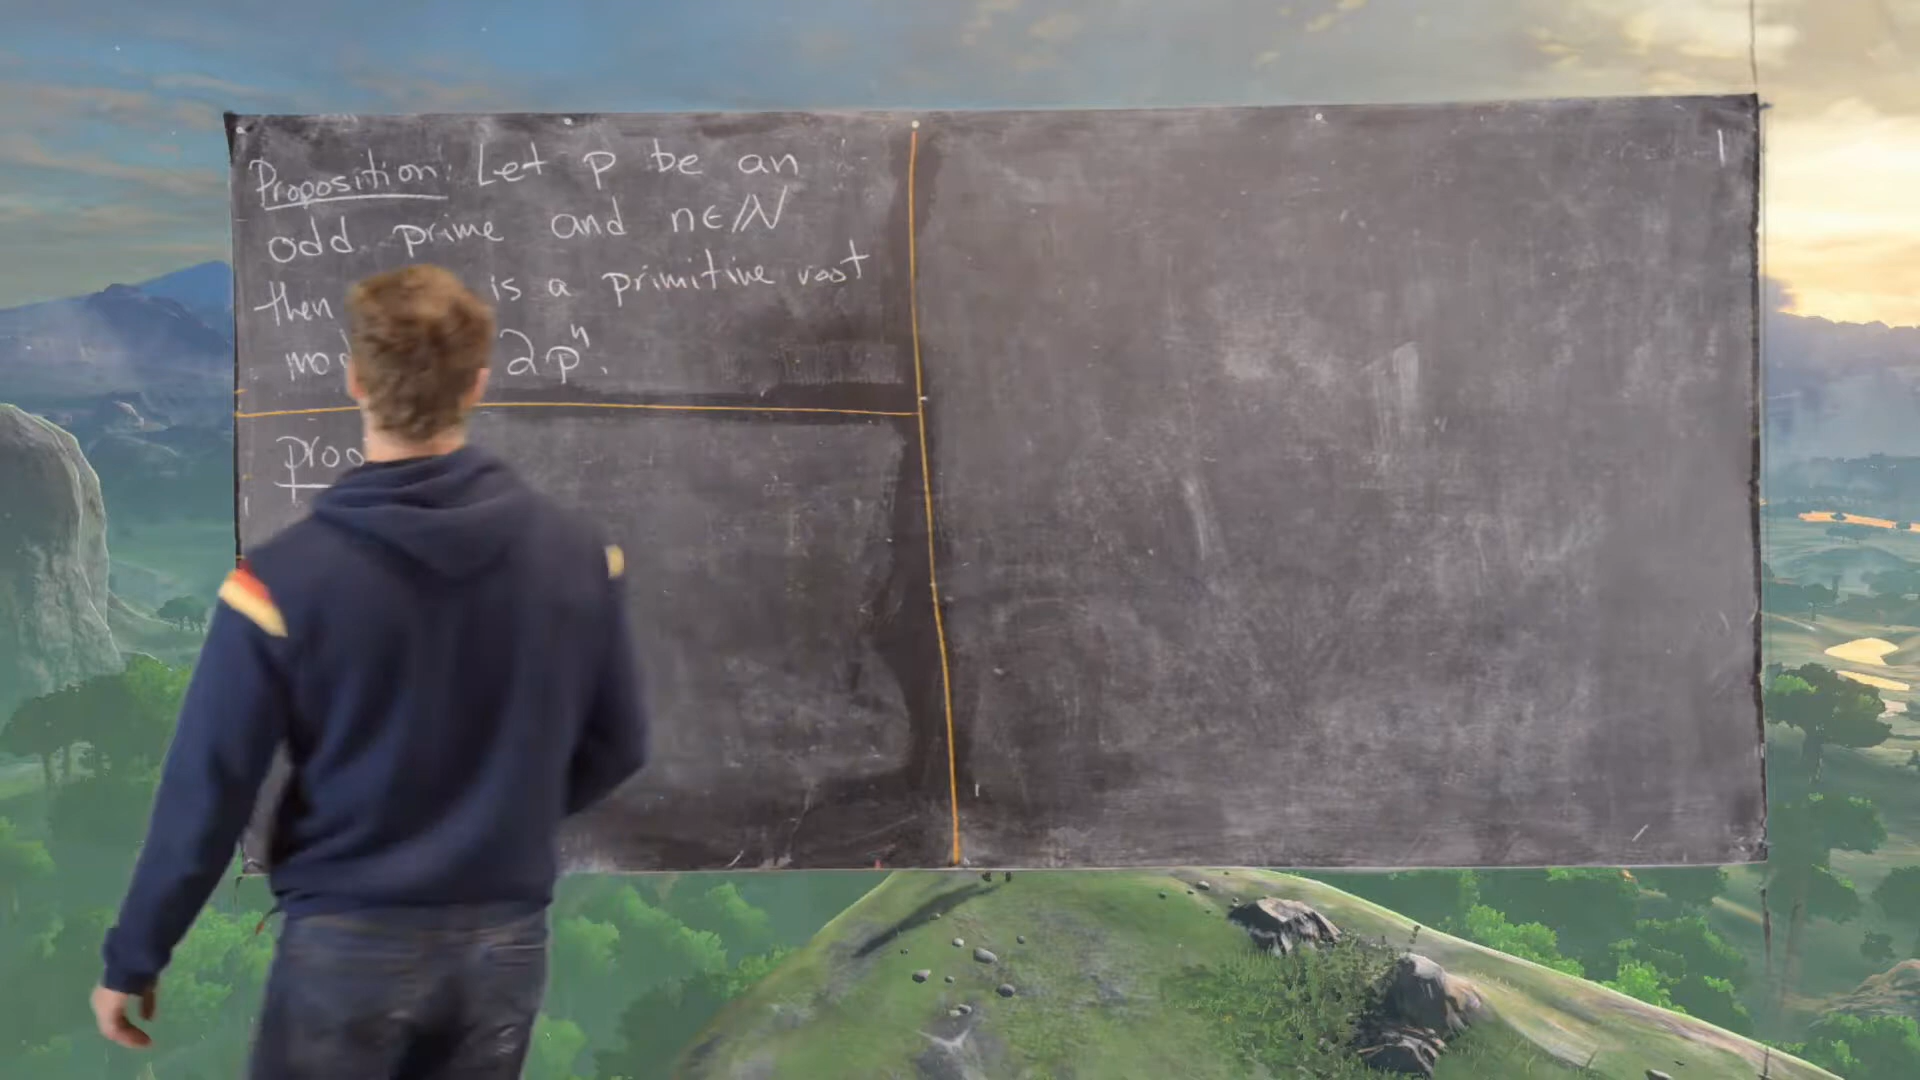 Proposition: Let p be an
odd prime and n∈ℕ
then is a primitive root
2pⁿ.